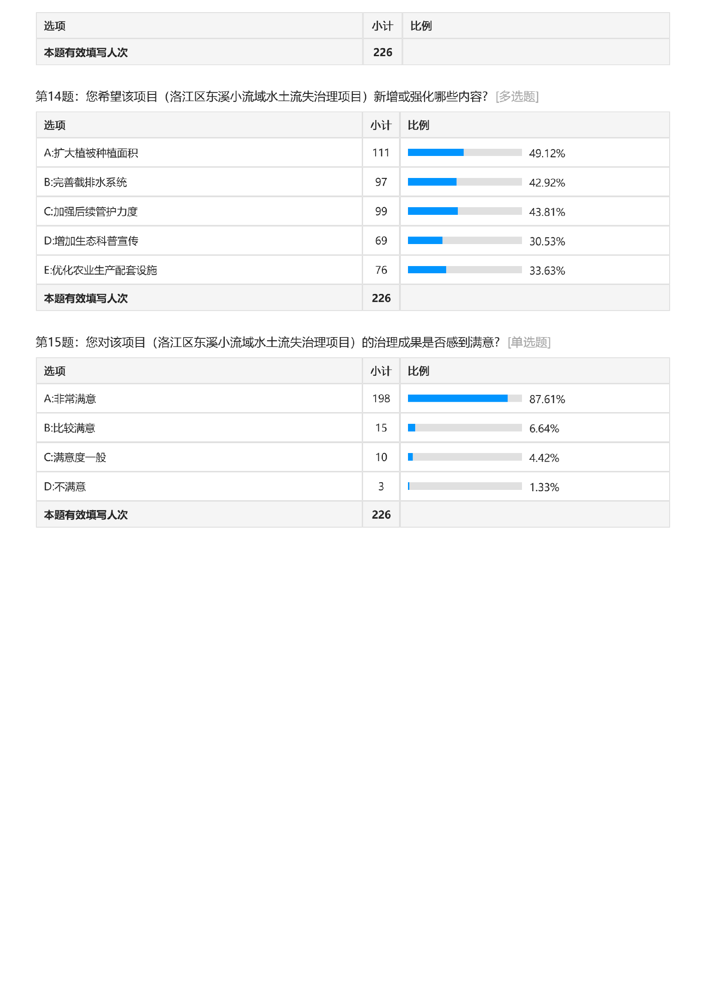 选项 小计 比例
本题有效填写人次 226
第14题：您希望该项目（洛江区东溪小流域水土流失治理项目）新增或强化哪些内容？ [多选题]
选项 小计 比例
A:扩大植被种植面积 111 49.12%
B:完善截排水系统 97 42.92%
C:加强后续管护力度 99 43.81%
D:增加生态科普宣传 69 30.53%
E:优化农业生产配套设施 76 33.63%
本题有效填写人次 226
第15题：您对该项目（洛江区东溪小流域水土流失治理项目）的治理成果是否感到满意？ [单选题]
选项 小计 比例
A:非常满意 198 87.61%
B:比较满意 15 6.64%
C:满意度一般 10 4.42%
D:不满意 3 1.33%
本题有效填写人次 226